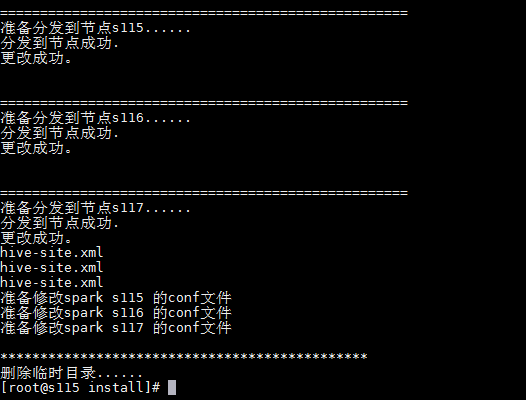 ===================================================
准备分发到节点s115......
分发到节点成功.
更改成功。
===================================================
准备分发到节点s116......
分发到节点成功.
更改成功。
===================================================
准备分发到节点s117......
分发到节点成功.
更改成功。
hive-site.xml
hive-site.xml
hive-site.xml
准备修改spark s115 的conf文件
准备修改spark s116 的conf文件
准备修改spark s117 的conf文件
**********************************************
删除临时目录......
[root@s115 install]#